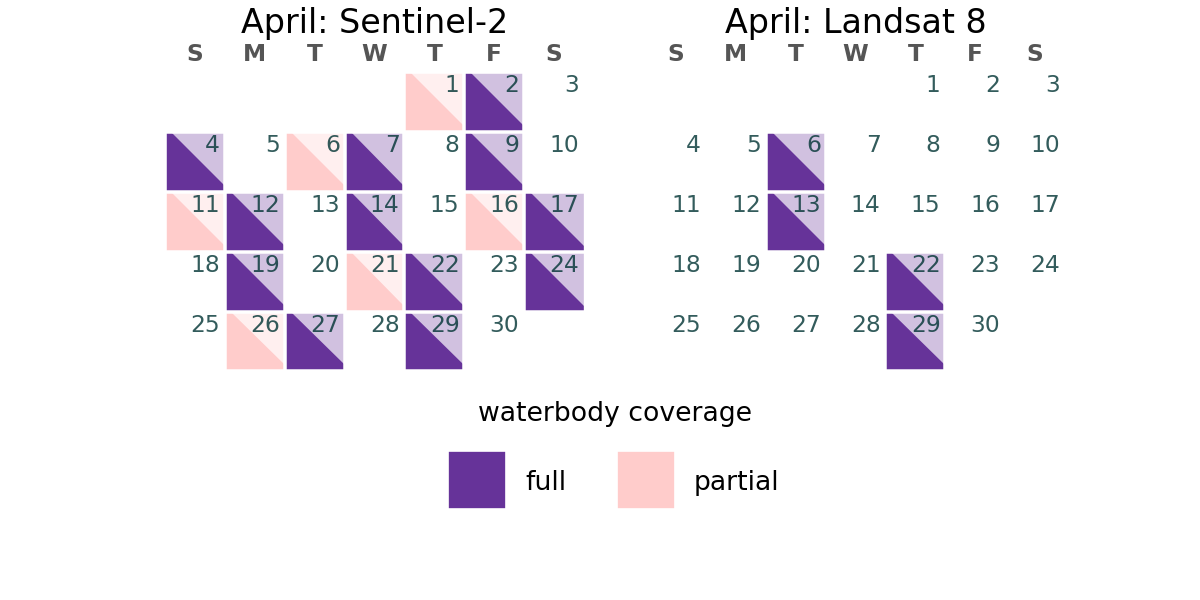 April: Sentinel-2
S M T W T F S
1 2 3
4 5 6 7 8 9 10
11 12 13 14 15 16 17
18 19 20 21 22 23 24
25 26 27 28 29 30
April: Landsat 8
S M T W T F S
1 2 3
4 5 6 7 8 9 10
11 12 13 14 15 16 17
18 19 20 21 22 23 24
25 26 27 28 29 30
waterbody coverage
full
partial